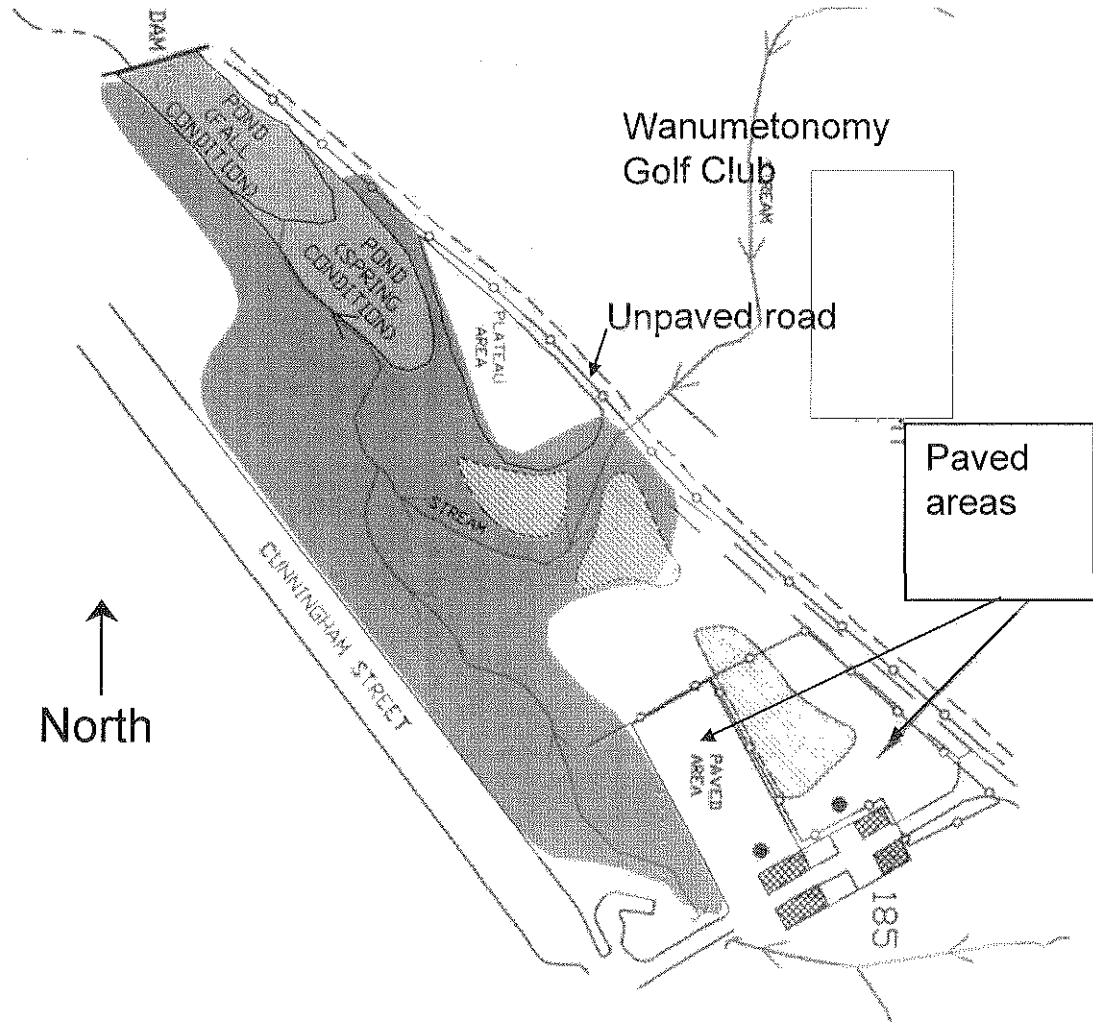 DAM
POND
(FALL
CONDITION)
Wanumetonomy
Golf Club
POND
(SPRING
CONDITION)
PLATEAU
AREA
Unpaved road
Paved
areas
STREAM
CUNNINGHAM STREET
North
PAVED
AREA
185